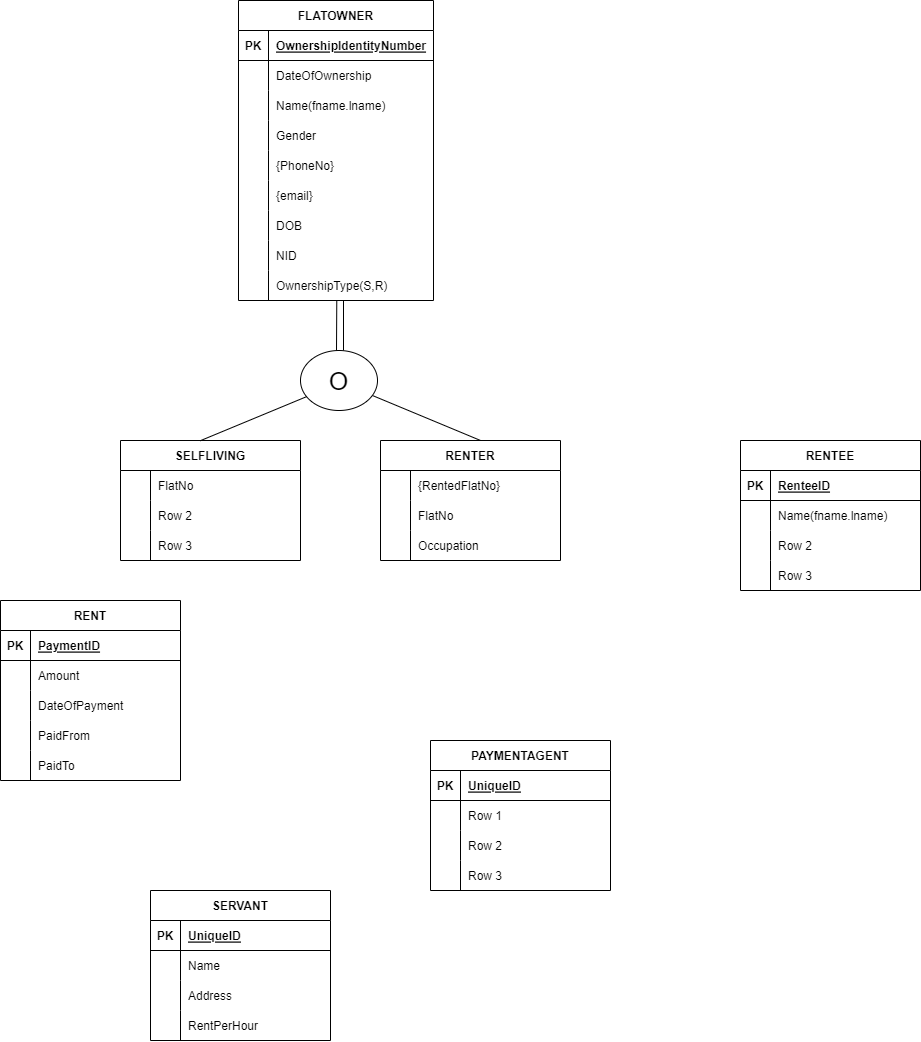 FLATOWNER
PK OwnershipIdentityNumber
DateOfOwnership
Name(fname.lname)
Gender
{PhoneNo}
{email}
DOB
NID
OwnershipType(S,R)
O
SELFLIVING
FlatNo
Row 2
Row 3
RENTER
{RentedFlatNo}
FlatNo
Occupation
RENTEE
PK RenteeID
Name(fname.lname)
Row 2
Row 3
RENT
PK PaymentID
Amount
DateOfPayment
PaidFrom
PaidTo
PAYMENTAGENT
PK UniqueID
Row 1
Row 2
Row 3
SERVANT
PK UniqueID
Name
Address
RentPerHour